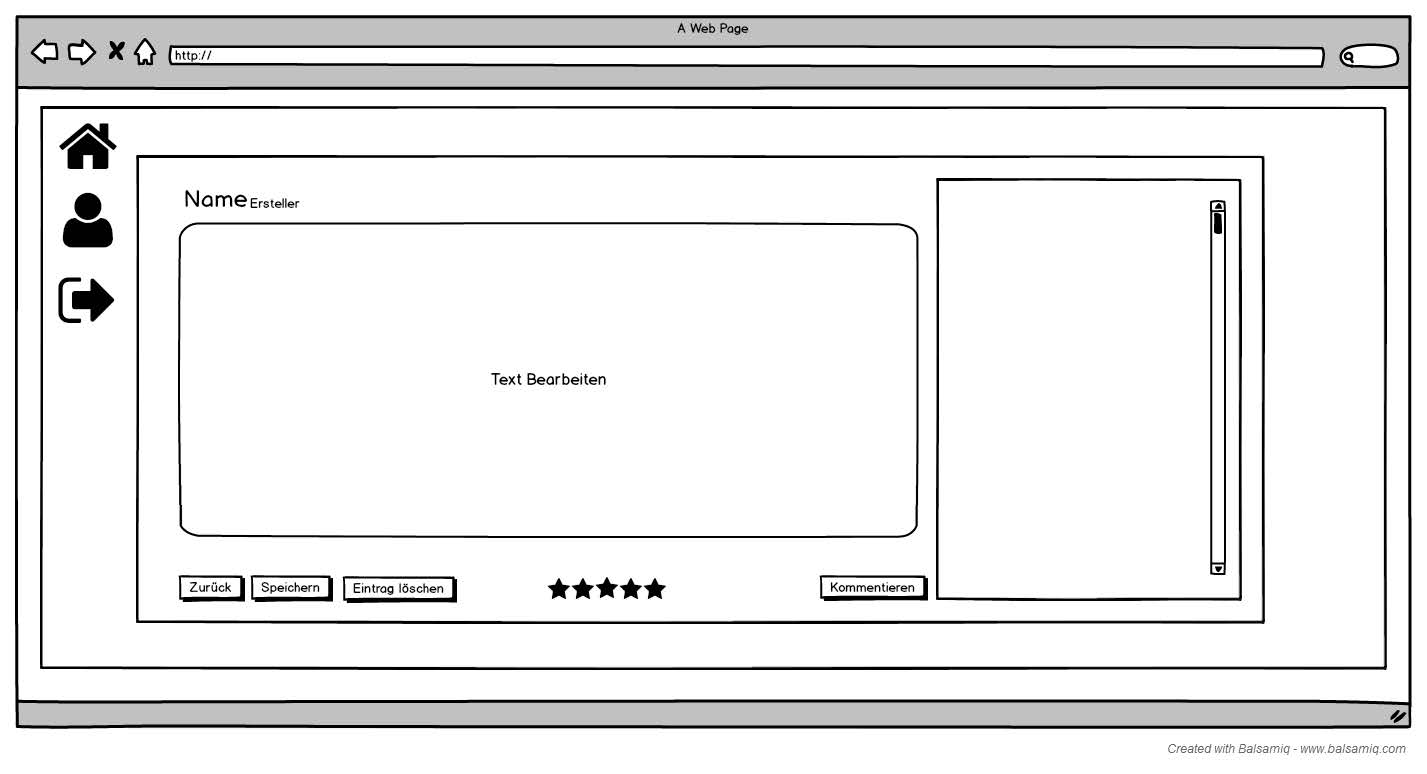 A Web Page
http://
Name Ersteller
Text Bearbeiten
Zurück Speichern Eintrag löschen Kommentieren
Created with Balsamiq - www.balsamiq.com